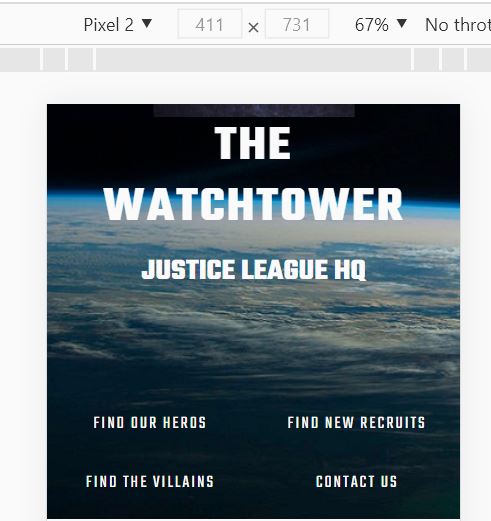 Pixel 2 ▼ 411 × 731 67% ▼ No throt
THE
WATCHTOWER
JUSTICE LEAGUE HQ
FIND OUR HEROS FIND NEW RECRUITS
FIND THE VILLAINS CONTACT US